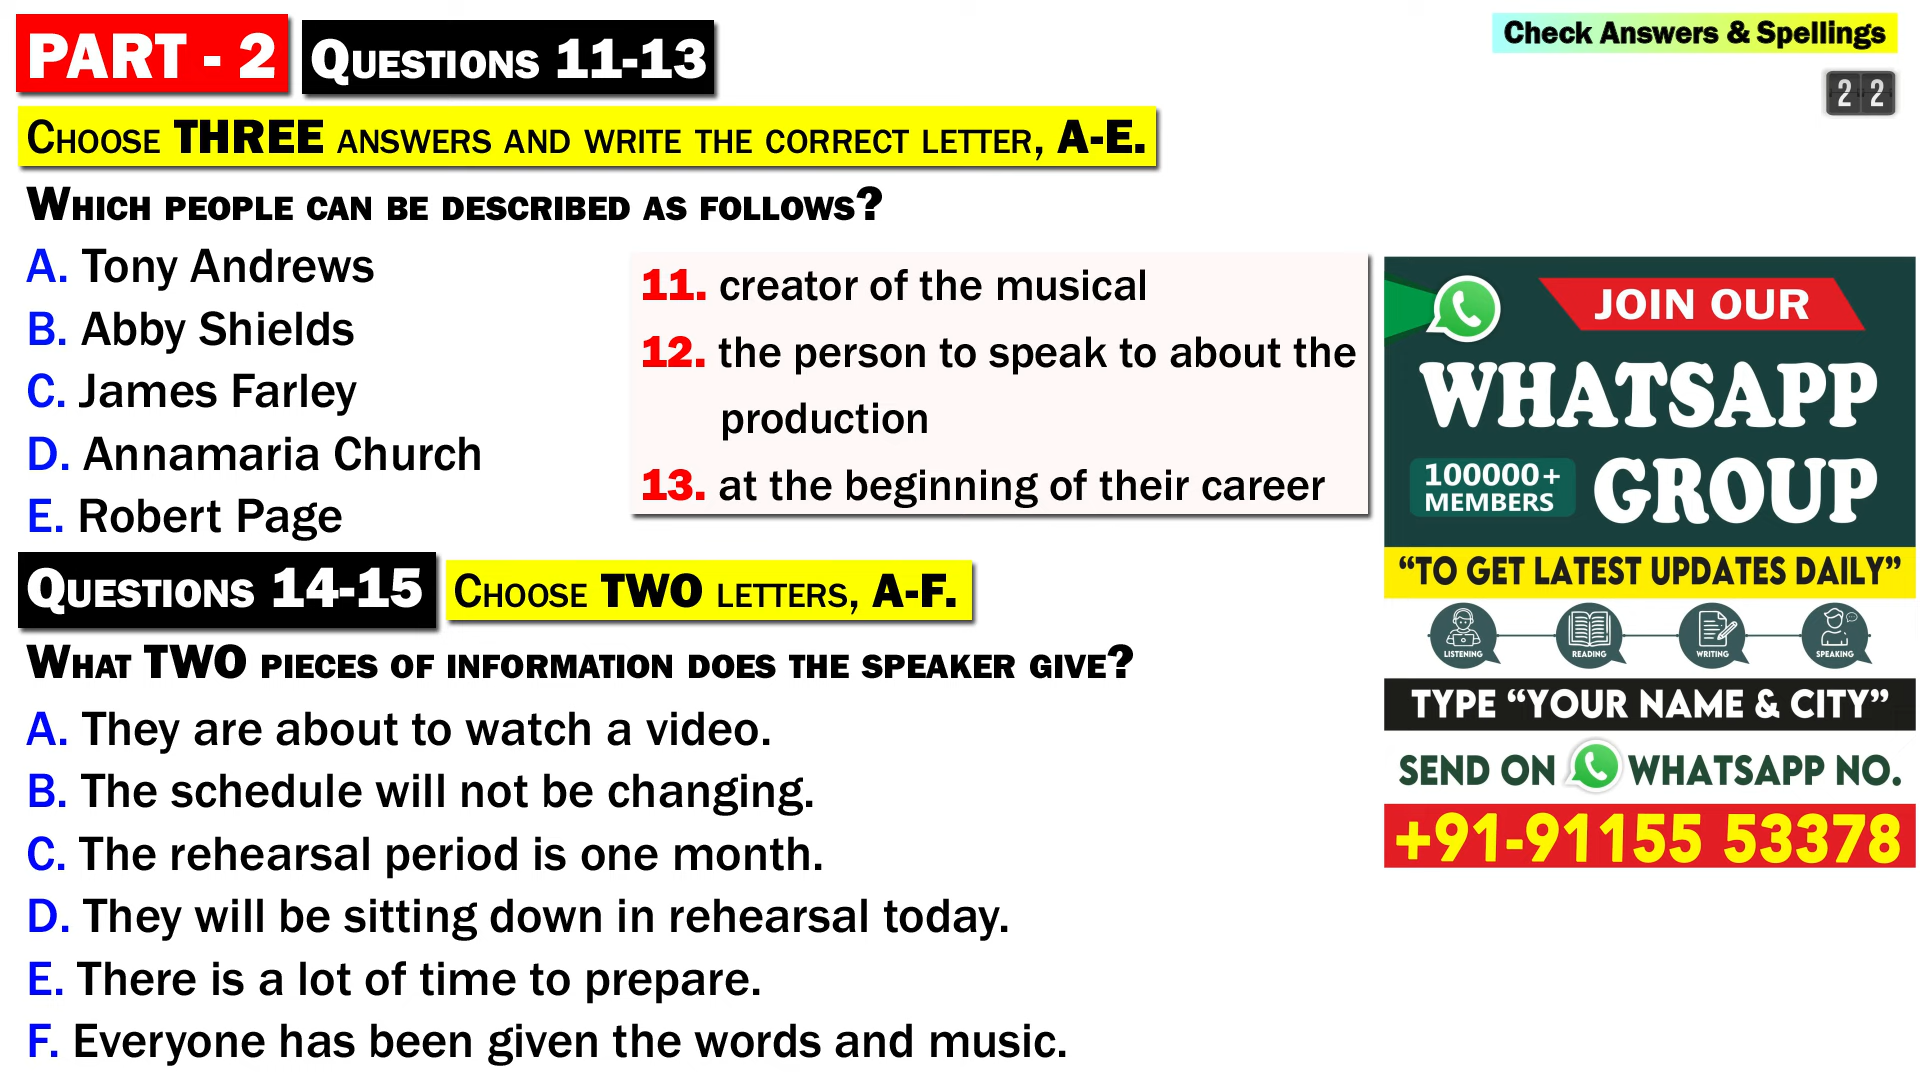 PART - 2 QUESTIONS 11-13
Check Answers & Spellings
22
CHOOSE THREE ANSWERS AND WRITE THE CORRECT LETTER, A-E.
WHICH PEOPLE CAN BE DESCRIBED AS FOLLOWS?
A. Tony Andrews
B. Abby Shields
C. James Farley
D. Annamaria Church
E. Robert Page
11. creator of the musical
12. the person to speak to about the
production
13. at the beginning of their career
QUESTIONS 14-15 CHOOSE TWO LETTERS, A-F.
WHAT TWO PIECES OF INFORMATION DOES THE SPEAKER GIVE?
A. They are about to watch a video.
B. The schedule will not be changing.
C. The rehearsal period is one month.
D. They will be sitting down in rehearsal today.
E. There is a lot of time to prepare.
F. Everyone has been given the words and music.
JOIN OUR
WHATSAPP
100000+
MEMBERS
GROUP
“TO GET LATEST UPDATES DAILY”
LISTENING READING WRITING SPEAKING
TYPE “YOUR NAME & CITY”
SEND ON WHATSAPP NO.
+91-91155 53378